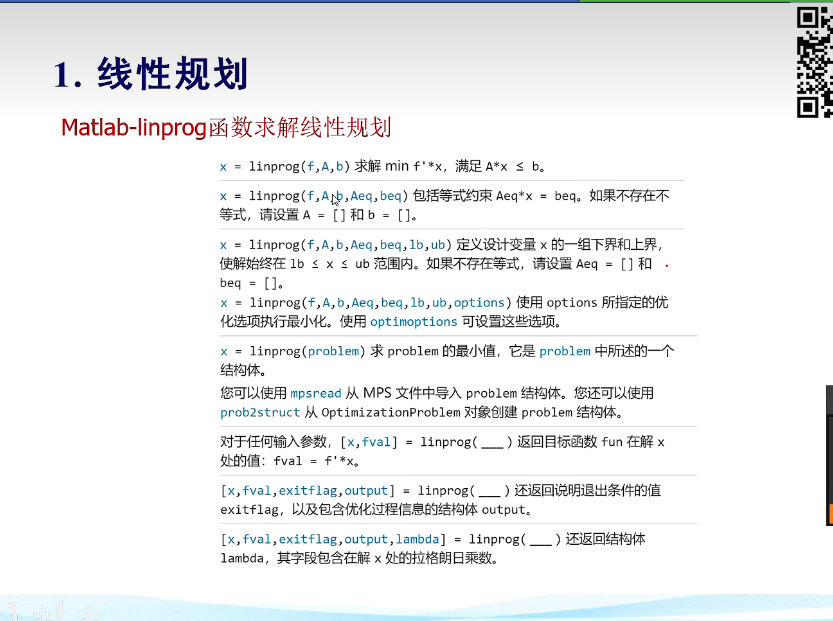 1. 线性规划
Matlab-linprog函数求解线性规划
x = linprog(f,A,b) 求解 min f'*x，满足 A*x ≤ b。
x = linprog(f,A,b,Aeq,beq) 包括等式约束 Aeq*x = beq。如果不存在不
等式，请设置 A = [] 和 b = []。
x = linprog(f,A,b,Aeq,beq,lb,ub) 定义设计变量 x 的一组下界和上界，
使解始终在 lb ≤ x ≤ ub 范围内。如果不存在等式，请设置 Aeq = [] 和
beq = []。
x = linprog(f,A,b,Aeq,beq,lb,ub,options) 使用 options 所指定的优
化选项执行最小化。使用 optimoptions 可设置这些选项。
x = linprog(problem) 求 problem 的最小值，它是 problem 中所述的一个
结构体。
您可以使用 mpsread 从 MPS 文件中导入 problem 结构体。您还可以使用
prob2struct 从 OptimizationProblem 对象创建 problem 结构体。
对于任何输入参数，[x,fval] = linprog( ___ ) 返回目标函数 fun 在解 x
处的值：fval = f'*x。
[x,fval,exitflag,output] = linprog( ___ ) 还返回说明退出条件的值
exitflag，以及包含优化过程信息的结构体 output。
[x,fval,exitflag,output,lambda] = linprog( ___ ) 还返回结构体
lambda，其字段包含在解 x 处的拉格朗日乘数。